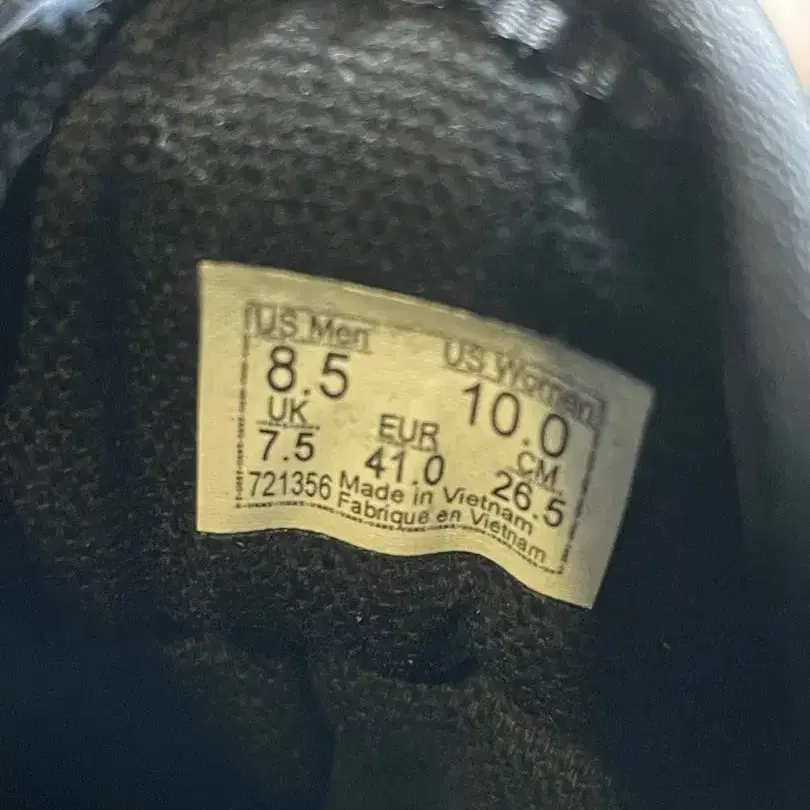 US Men US Women
8.5 10.0
UK EUR CM
7.5 41.0 26.5
721356 Made in Vietnam
Fabriqué en Vietnam